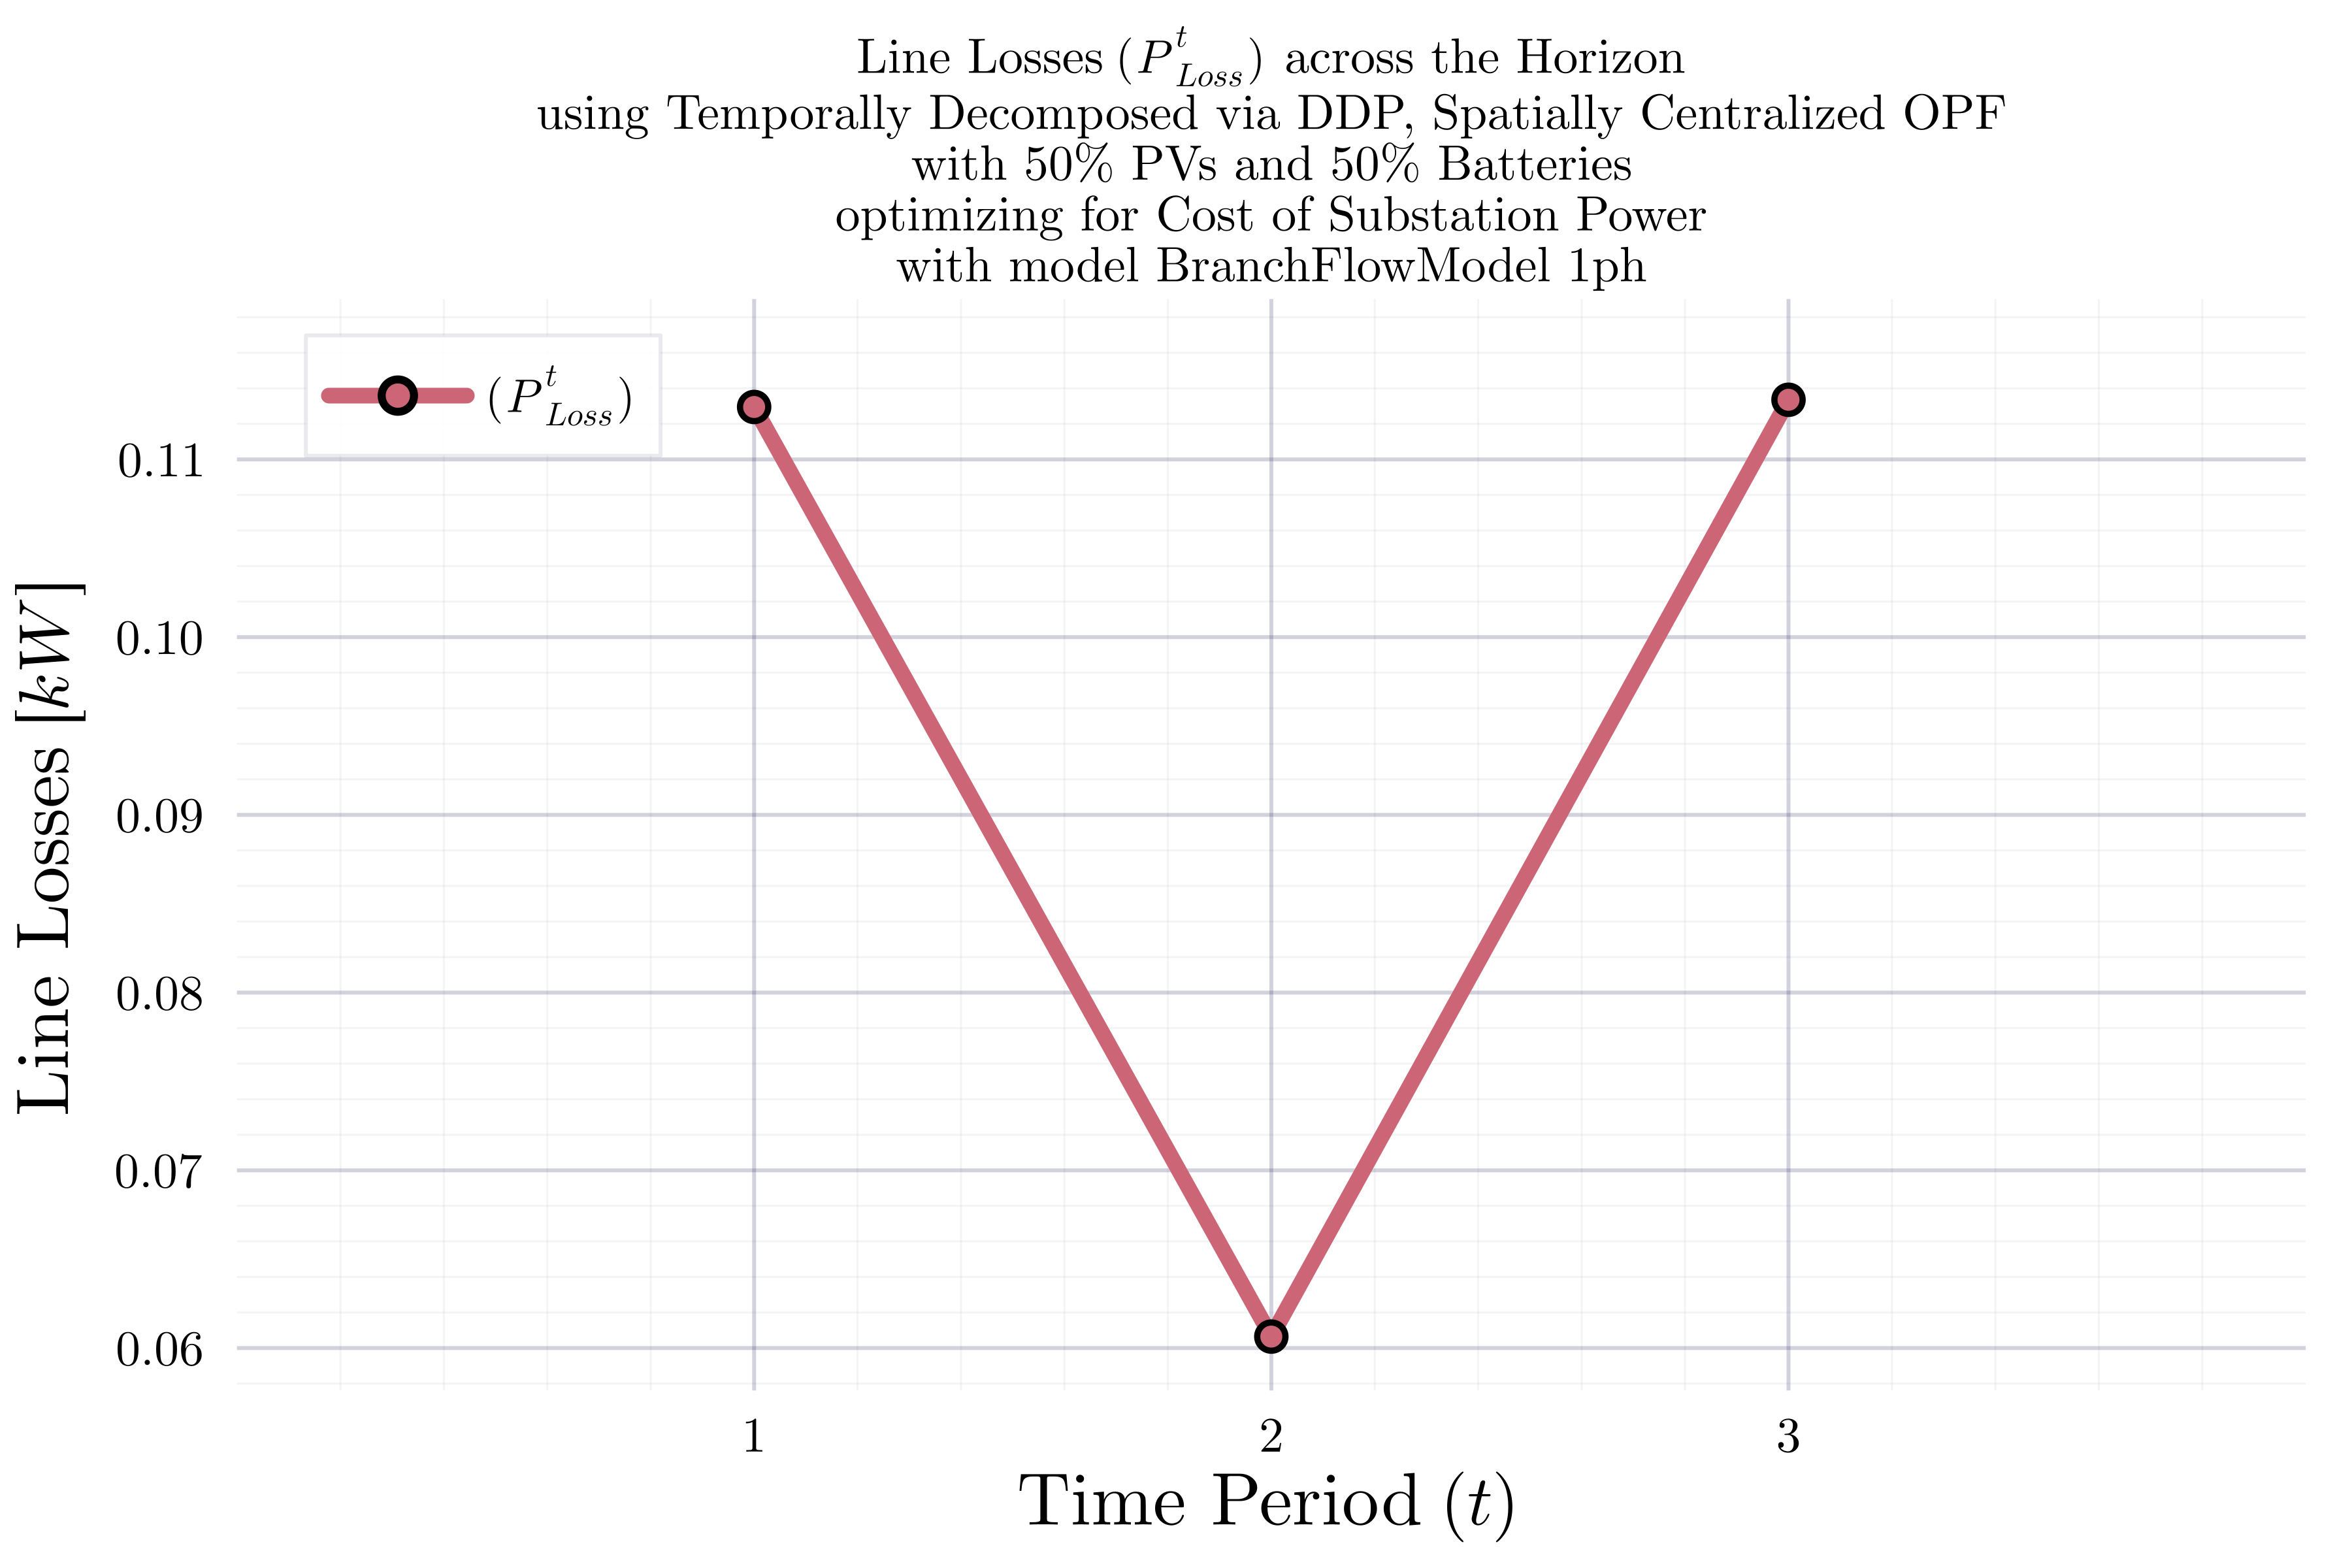 Line Losses (P^t_Loss) across the Horizon
using Temporally Decomposed via DDP, Spatially Centralized OPF
with 50% PVs and 50% Batteries
optimizing for Cost of Substation Power
with model BranchFlowModel 1ph
(P^t_Loss)
0.11
0.10
0.09
0.08
0.07
0.06
Line Losses [kW]
1 2 3
Time Period (t)